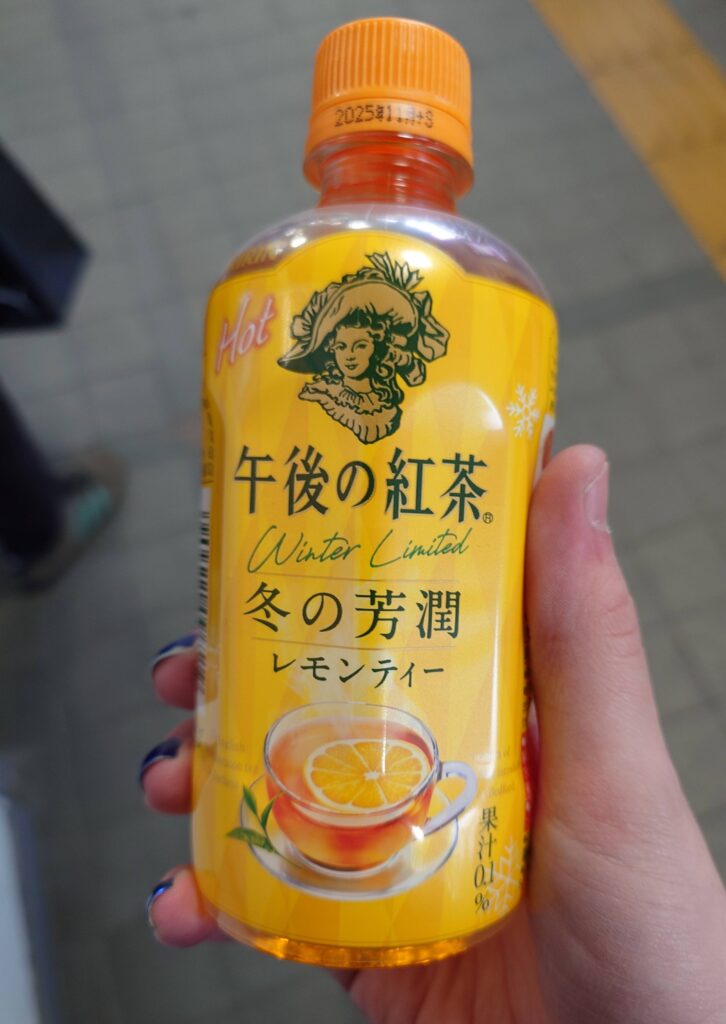 2025年11月+S
Hot
午後の紅茶®
Winter Limited
冬の芳潤
レモンティー
果汁0.1%